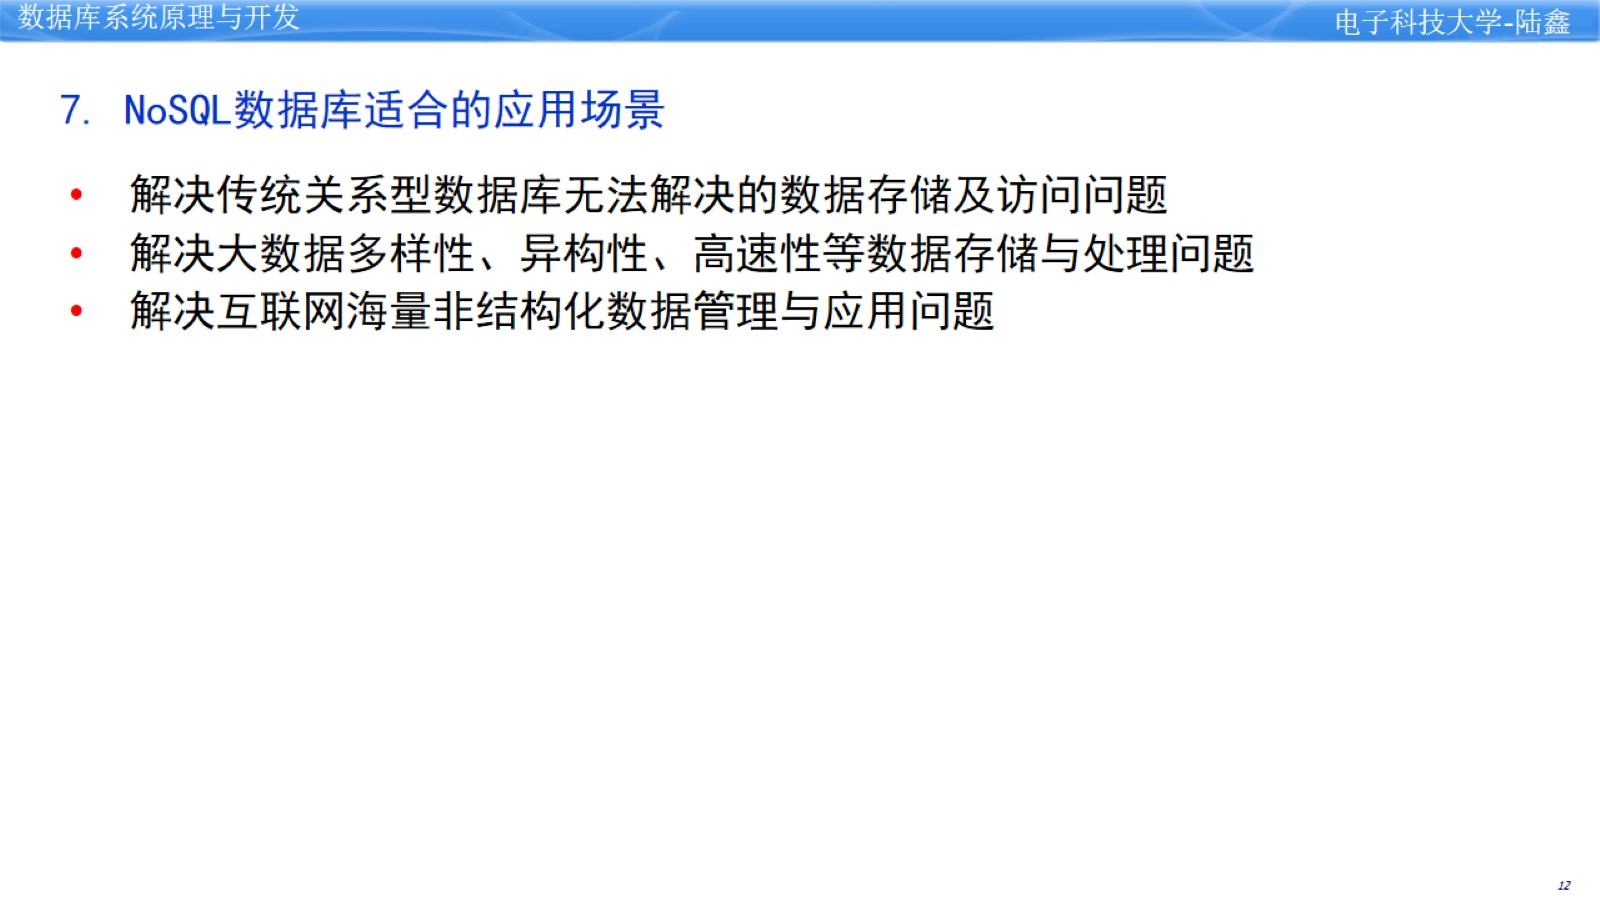 数据库系统原理与开发
电子科技大学-陆鑫
7. NoSQL数据库适合的应用场景
• 解决传统关系型数据库无法解决的数据存储及访问问题
• 解决大数据多样性、异构性、高速性等数据存储与处理问题
• 解决互联网海量非结构化数据管理与应用问题
12